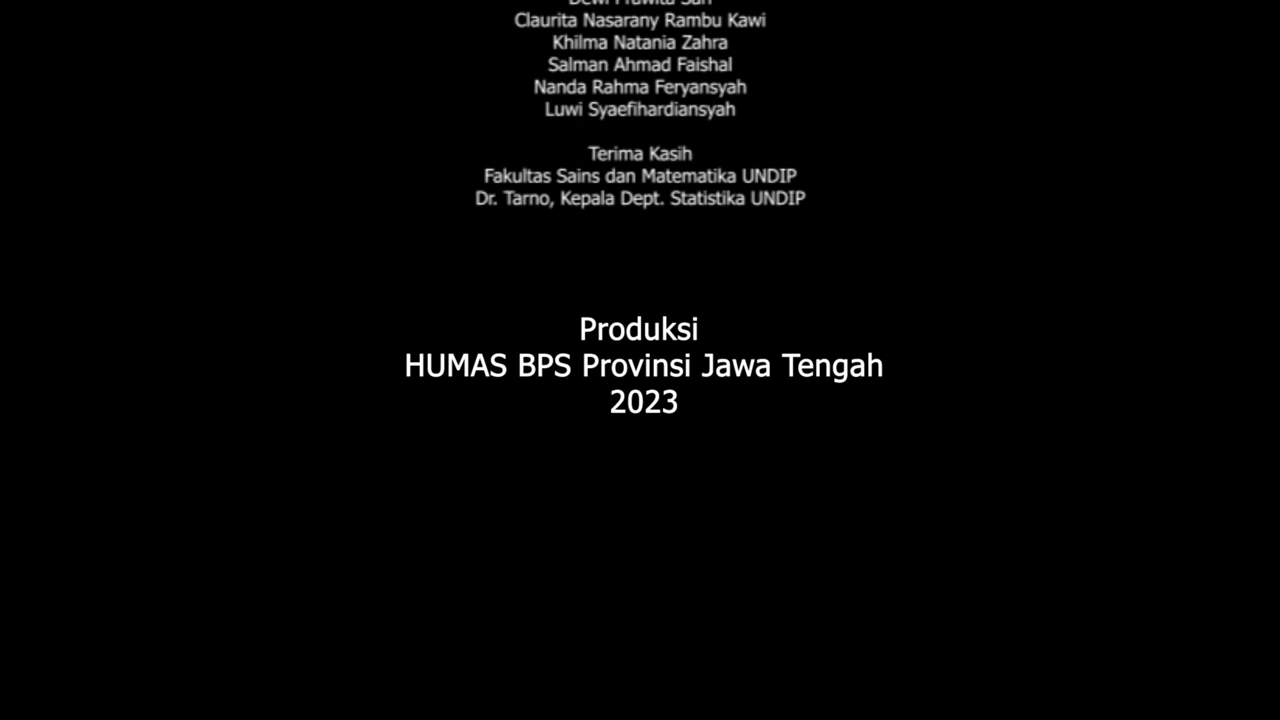 Claurita Nasarany Rambu Kawi
Khilma Natania Zahra
Salman Ahmad Faishal
Nanda Rahma Feryansyah
Luwi Syaefihardiansyah
Terima Kasih
Fakultas Sains dan Matematika UNDIP
Dr. Tarno, Kepala Dept. Statistika UNDIP
Produksi
HUMAS BPS Provinsi Jawa Tengah
2023